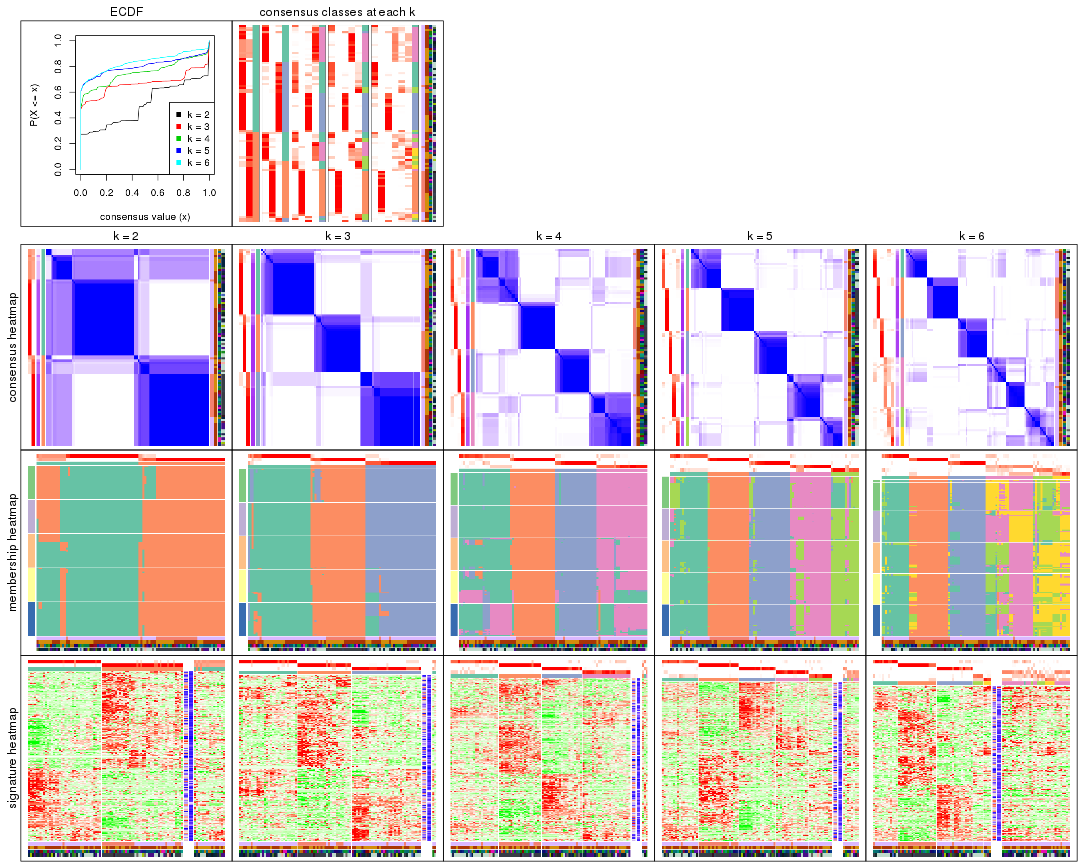 ECDF
consensus classes at each k
P(X <= x)
0.0
0.2
0.4
0.6
0.8
1.0
k = 2
k = 3
k = 4
k = 5
k = 6
0.0 0.2 0.4 0.6 0.8 1.0
consensus value (x)
k = 2
k = 3
k = 4
k = 5
k = 6
consensus heatmap
membership heatmap
signature heatmap